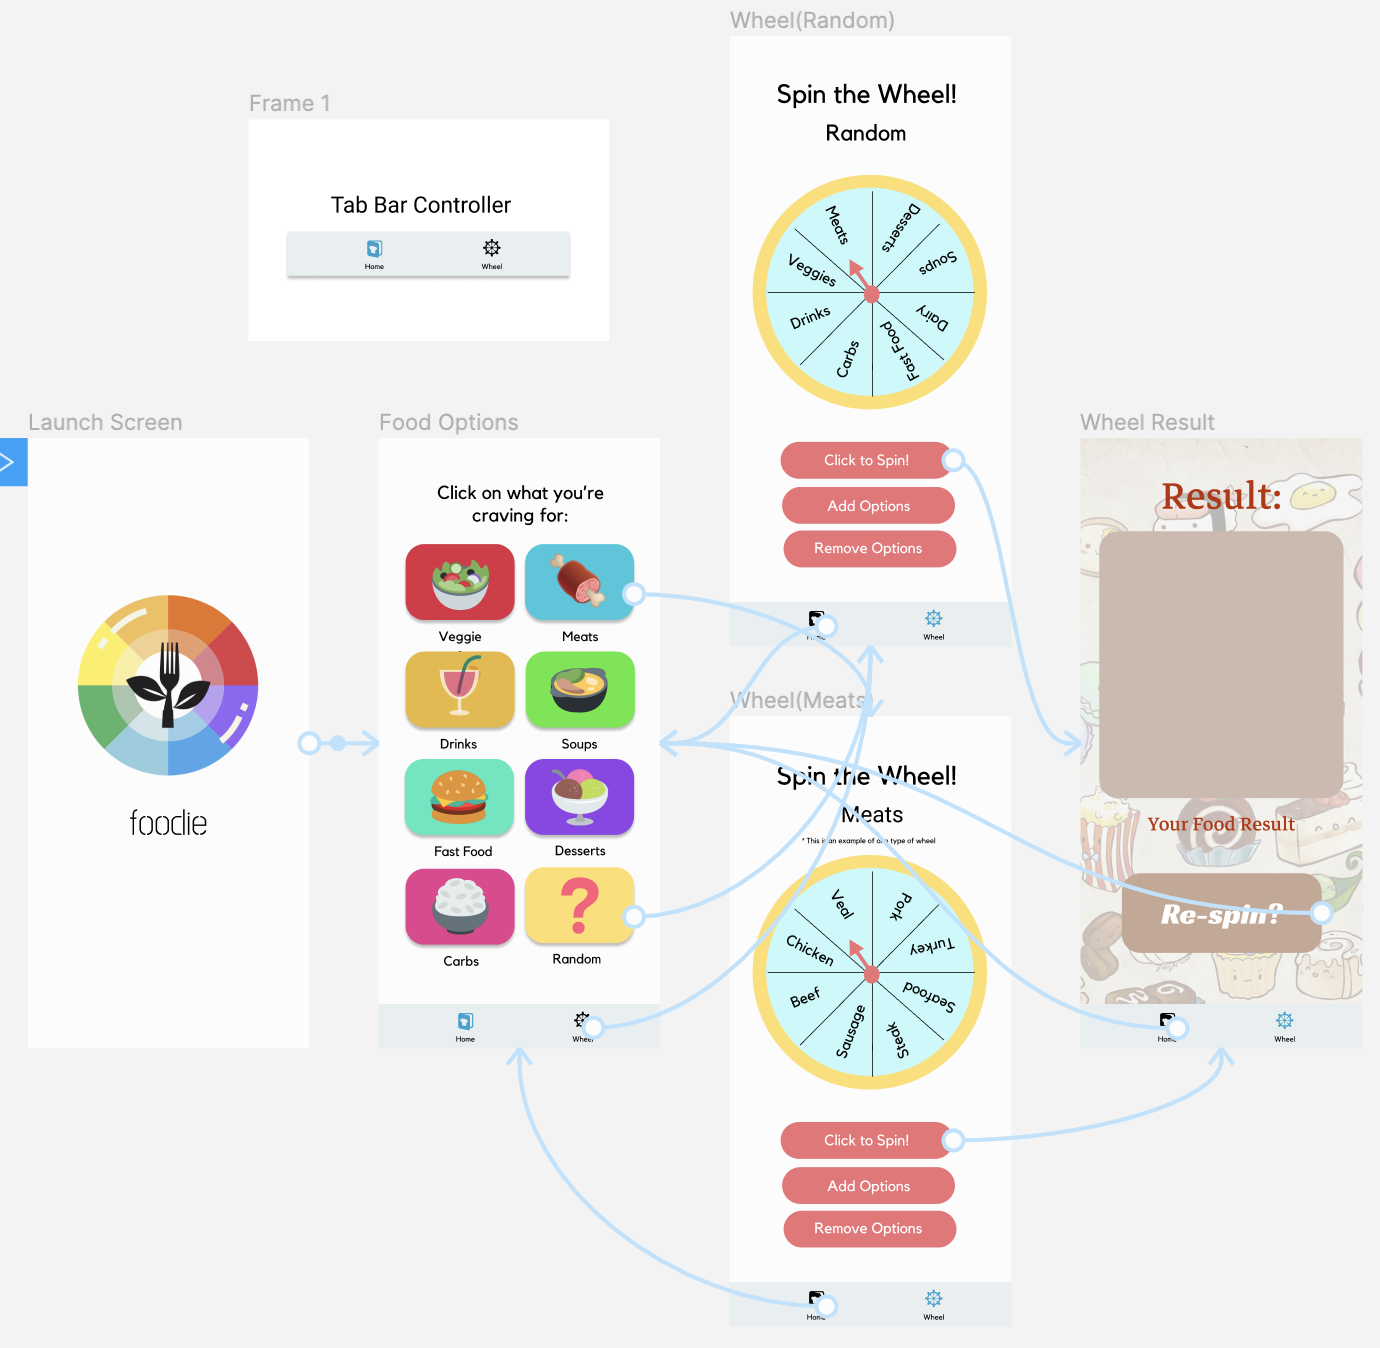 Wheel(Random)
Spin the Wheel!
Random
Meats
Desserts
Soups
Dairy
Fast Food
Carbs
Drinks
Veggies
Click to Spin!
Add Options
Remove Options
Wheel
Frame 1
Tab Bar Controller
Home
Wheel
Launch Screen
foodie
Food Options
Click on what you're
craving for:
Veggie
Meats
Drinks
Soups
Fast Food
Desserts
Carbs
Random
Home
Wheel
Wheel(Meats)
Spin the Wheel!
Meats
* This is an example of one type of wheel
Veal
Pork
Turkey
Seafood
Steak
Sausage
Beef
Chicken
Click to Spin!
Add Options
Remove Options
Home
Wheel
Wheel Result
Result:
Your Food Result
Re-spin?
Home
Wheel